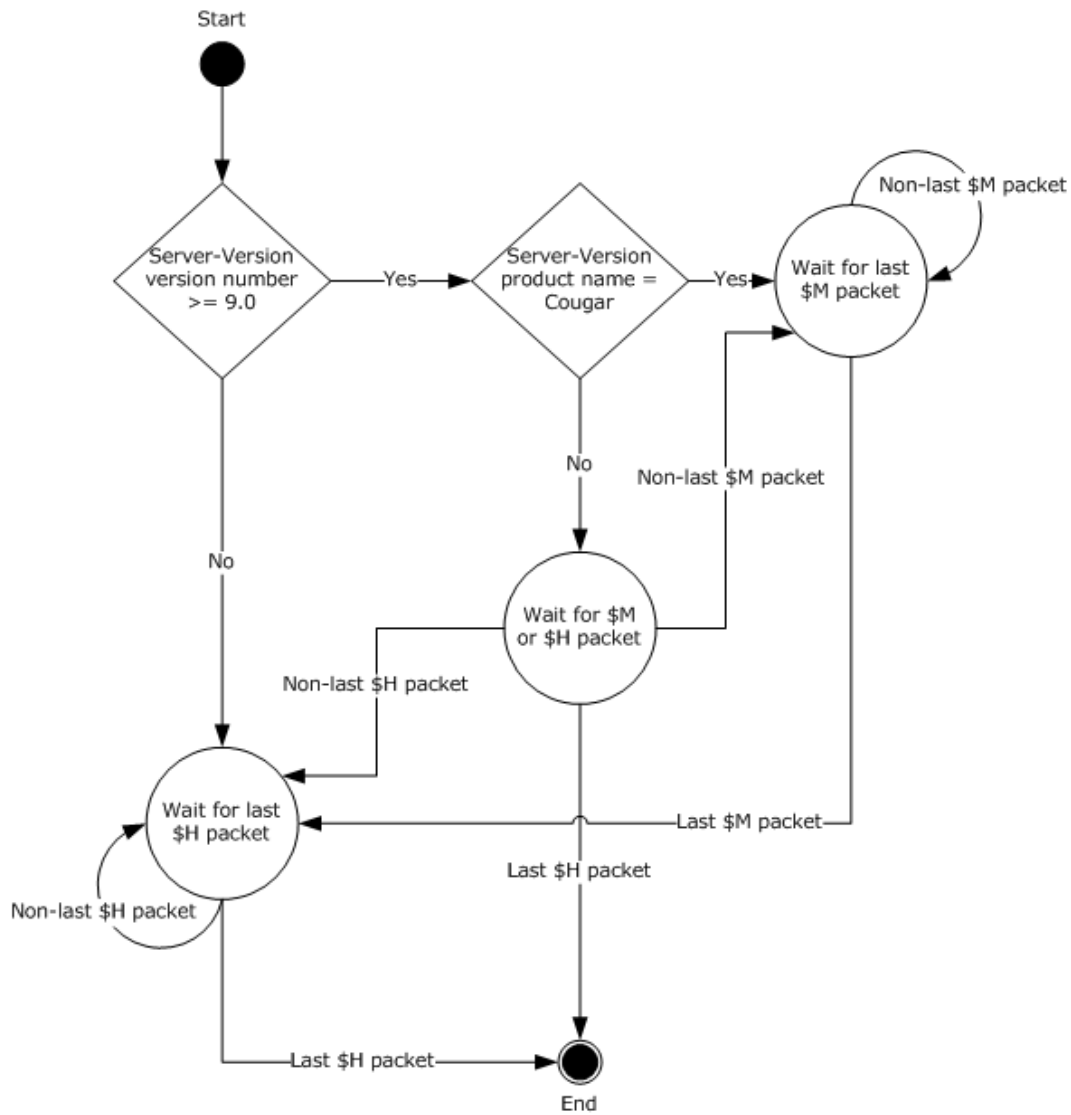 Start
Non-last $M packet
Server-Version
version number
>= 9.0
Yes
Server-Version
product name =
Cougar
Yes
Wait for last
$M packet
No
Non-last $M packet
No
Wait for $M
or $H packet
Non-last $H packet
Wait for last
$H packet
Last $M packet
Last $H packet
Non-last $H packet
Last $H packet
End